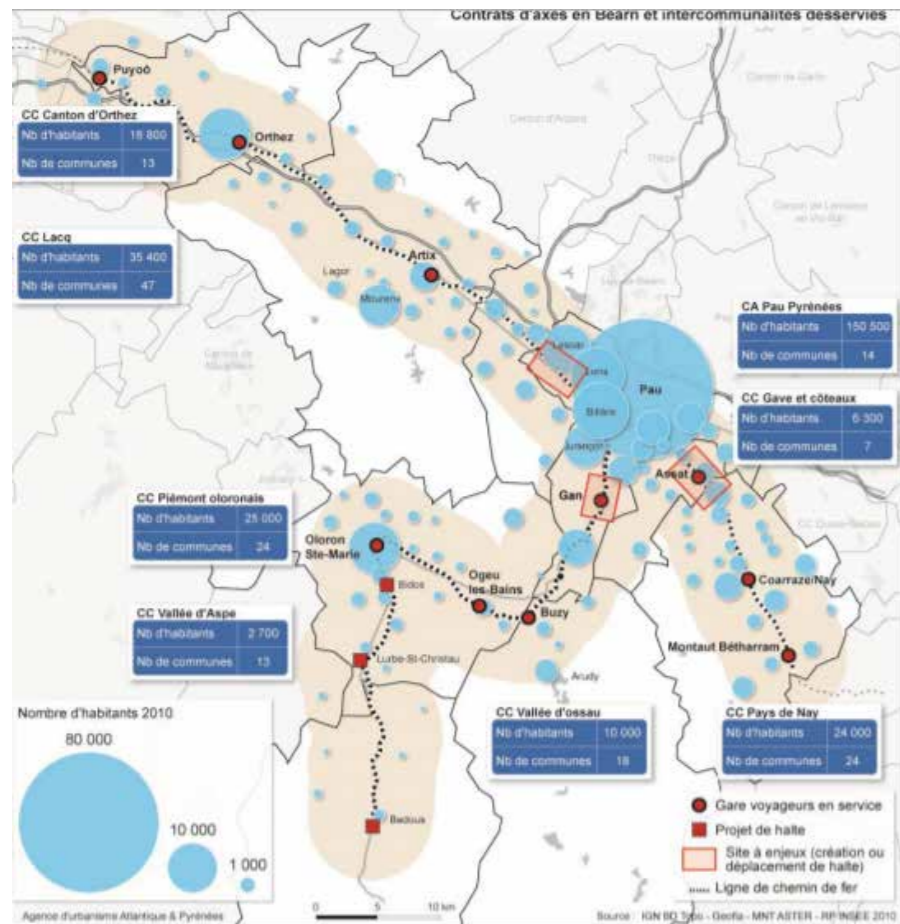 Contrats d'axes en Béarn et intercommunalités desservies
Puyoô
CC Canton d'Orthez
Nb d'habitants 16 800
Nb de communes 13
Orthez
CC Lacq
Nb d'habitants 35 400
Nb de communes 47
Artix
Lagor
Mourenx
CA Pau Pyrénées
Nb d'habitants 150 500
Nb de communes 14
Lescar
Lons
Pau
Billère
CC Gave et côteaux
Nb d'habitants 6 300
Nb de communes 7
Jurançon
Assat
Gan
CC Piémont oloronais
Nb d'habitants 25 000
Nb de communes 24
Oloron
Ste-Marie
Bidos
Ogeu
les-Bains
Buzy
Coarraze/Nay
CC Vallée d'Aspe
Nb d'habitants 2 700
Nb de communes 13
Lurbe-St-Christau
Montaut Bétharram
Arudy
CC Vallée d'ossau
Nb d'habitants 10 000
Nb de communes 18
CC Pays de Nay
Nb d'habitants 24 000
Nb de communes 24
Bedous
Nombre d'habitants 2010
80 000
10 000
1 000
Gare voyageurs en service
Projet de halte
Site à enjeux (création ou
déplacement de halte)
Ligne de chemin de fer
0 5 10 km
Agence d'urbanisme Atlantique & Pyrénées
Source : IGN BD Topo - Geofla - MNT ASTER - RP INSEE 2010